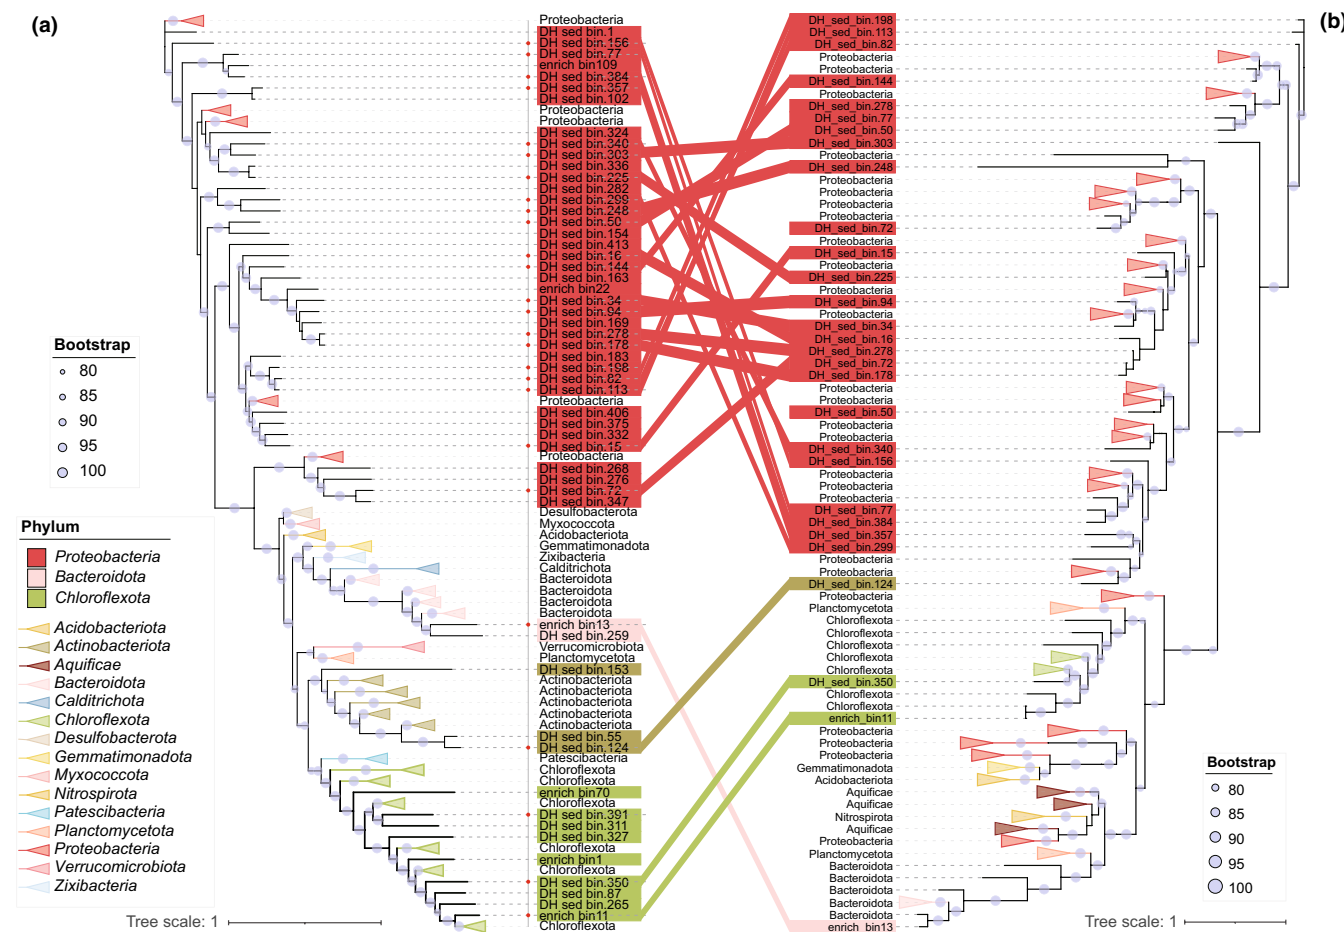 (a)
Proteobacteria
DH sed bin.1
DH sed bin.156
DH sed bin.77
enrich bin109
DH sed bin.384
DH sed bin.357
DH sed bin.102
Proteobacteria
Proteobacteria
DH sed bin.324
DH sed bin.340
DH sed bin.303
DH sed bin.336
DH sed bin.225
DH sed bin.282
DH sed bin.299
DH sed bin.248
DH sed bin.50
DH sed bin.154
DH sed bin.413
DH sed bin.16
DH sed bin.144
DH sed bin.163
enrich bin22
DH sed bin.34
DH sed bin.94
DH sed bin.169
DH sed bin.278
DH sed bin.178
DH sed bin.183
DH sed bin.198
DH sed bin.82
DH sed bin.113
Proteobacteria
DH sed bin.406
DH sed bin.375
DH sed bin.332
DH sed bin.15
Proteobacteria
DH sed bin.268
DH sed bin.276
DH sed bin.72
DH sed bin.347
Desulfobacterota
Myxococcota
Acidobacteriota
Gemmatimonadota
Zixibacteria
Calditrichota
Bacteroidota
Bacteroidota
Bacteroidota
Bacteroidota
enrich bin13
DH sed bin.259
Verrucomicrobiota
Planctomycetota
DH sed bin.153
Actinobacteriota
Actinobacteriota
Actinobacteriota
Actinobacteriota
Actinobacteriota
DH sed bin.55
DH sed bin.124
Patescibacteria
Chloroflexota
Chloroflexota
enrich bin70
Chloroflexota
DH sed bin.391
DH sed bin.311
DH sed bin.327
Chloroflexota
enrich bin1
Chloroflexota
DH sed bin.350
DH sed bin.87
DH sed bin.265
enrich bin11
Chloroflexota
Bootstrap
80
85
90
95
100
Phylum
Proteobacteria
Bacteroidota
Chloroflexota
Acidobacteriota
Actinobacteriota
Aquificae
Bacteroidota
Calditrichota
Chloroflexota
Desulfobacterota
Gemmatimonadota
Myxococcota
Nitrospirota
Patescibacteria
Planctomycetota
Proteobacteria
Verrucomicrobiota
Zixibacteria
Tree scale: 1
(b)
DH_sed_bin.198
DH_sed_bin.113
DH_sed_bin.82
Proteobacteria
Proteobacteria
DH_sed_bin.144
Proteobacteria
DH_sed_bin.278
DH_sed_bin.77
DH_sed_bin.50
DH_sed_bin.303
Proteobacteria
DH_sed_bin.248
Proteobacteria
Proteobacteria
Proteobacteria
Proteobacteria
DH_sed_bin.72
Proteobacteria
DH_sed_bin.15
Proteobacteria
DH_sed_bin.225
Proteobacteria
DH_sed_bin.94
Proteobacteria
DH_sed_bin.34
DH_sed_bin.16
DH_sed_bin.278
DH_sed_bin.72
DH_sed_bin.178
Proteobacteria
Proteobacteria
DH_sed_bin.50
Proteobacteria
Proteobacteria
DH_sed_bin.340
DH_sed_bin.156
Proteobacteria
Proteobacteria
Proteobacteria
DH_sed_bin.77
DH_sed_bin.384
DH_sed_bin.357
DH_sed_bin.299
Proteobacteria
Proteobacteria
DH_sed_bin.124
Proteobacteria
Planctomycetota
Chloroflexota
Chloroflexota
Chloroflexota
Chloroflexota
Chloroflexota
DH_sed_bin.350
Chloroflexota
Chloroflexota
enrich_bin11
Proteobacteria
Proteobacteria
Proteobacteria
Gemmatimonadota
Acidobacteriota
Aquificae
Aquificae
Nitrospirota
Aquificae
Proteobacteria
Planctomycetota
Bacteroidota
Bacteroidota
Bacteroidota
Bacteroidota
Bacteroidota
enrich_bin13
Bootstrap
80
85
90
95
100
Tree scale: 1